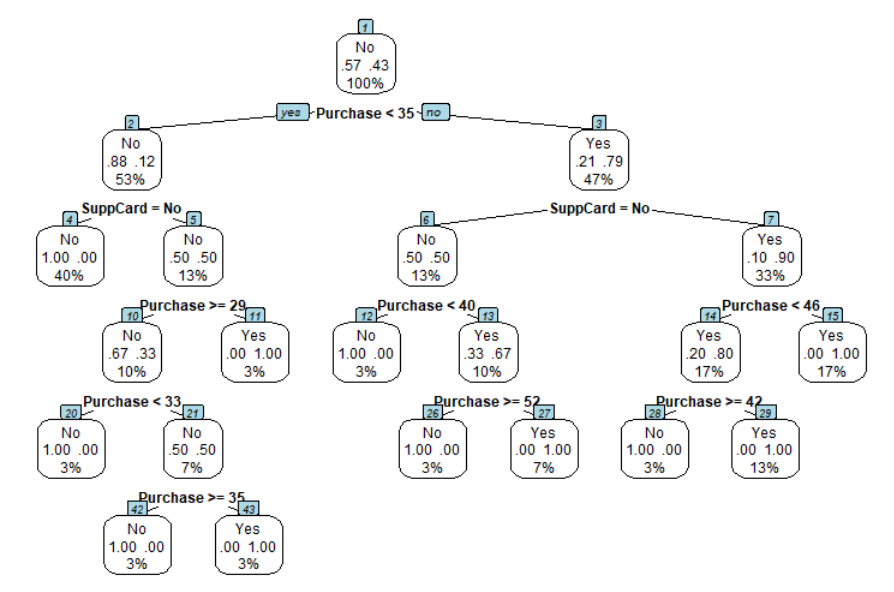 1
No
.57 .43
100%
yes Purchase < 35 no
2
No
.88 .12
53%
3
Yes
.21 .79
47%
SuppCard = No
SuppCard = No
4
No
1.00 .00
40%
5
No
.50 .50
13%
6
No
.50 .50
13%
7
Yes
.10 .90
33%
Purchase >= 29
Purchase < 40
Purchase < 46
10
No
.67 .33
10%
11
Yes
.00 1.00
3%
12
No
1.00 .00
3%
13
Yes
.33 .67
10%
14
Yes
.20 .80
17%
15
Yes
.00 1.00
17%
Purchase < 33
Purchase >= 52
Purchase >= 42
20
No
1.00 .00
3%
21
No
.50 .50
7%
26
No
1.00 .00
3%
27
Yes
.00 1.00
7%
28
No
1.00 .00
3%
29
Yes
.00 1.00
13%
Purchase >= 35
42
No
1.00 .00
3%
43
Yes
.00 1.00
3%